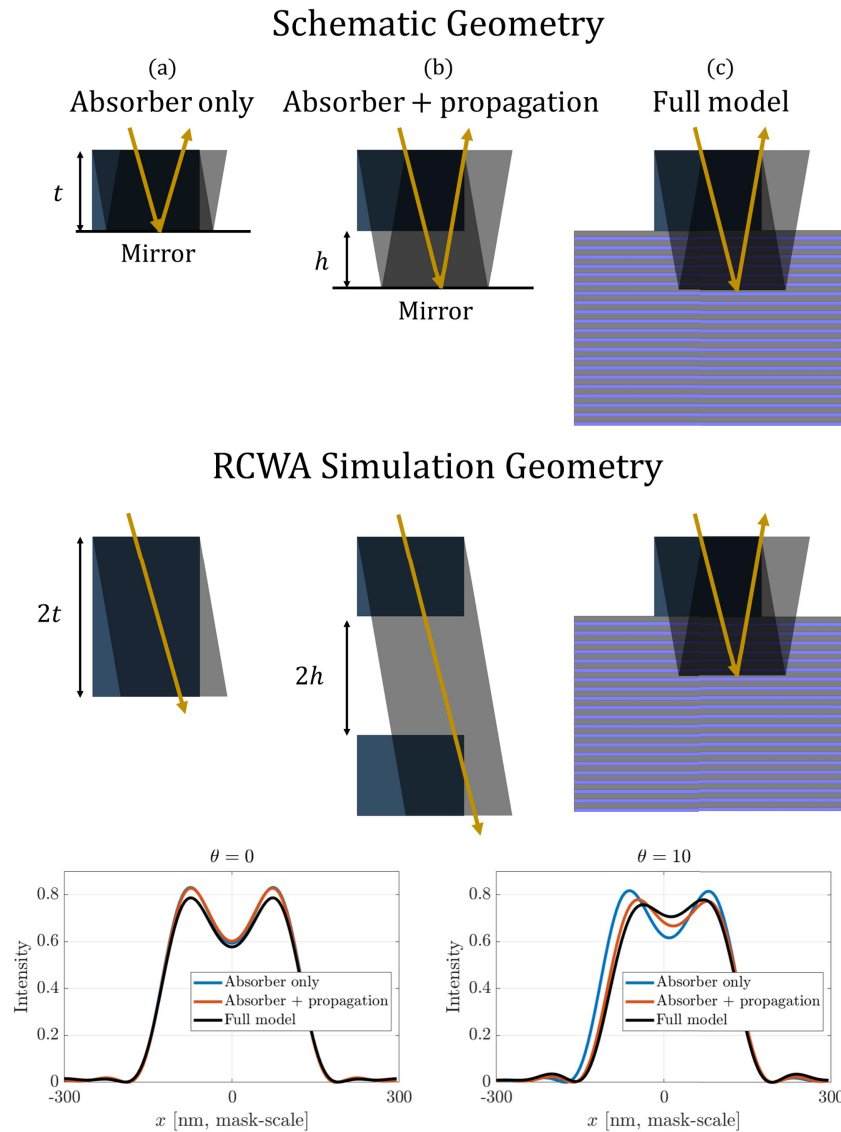 Schematic Geometry
(a) (b) (c)
Absorber only Absorber + propagation Full model
t
h
Mirror
Mirror
RCWA Simulation Geometry
2t
2h
θ = 0
0.8
0.6
0.4
0.2
0
Intensity
Absorber only
Absorber + propagation
Full model
-300 0 300
x [nm, mask-scale]
θ = 10
0.8
0.6
0.4
0.2
0
Intensity
Absorber only
Absorber + propagation
Full model
-300 0 300
x [nm, mask-scale]